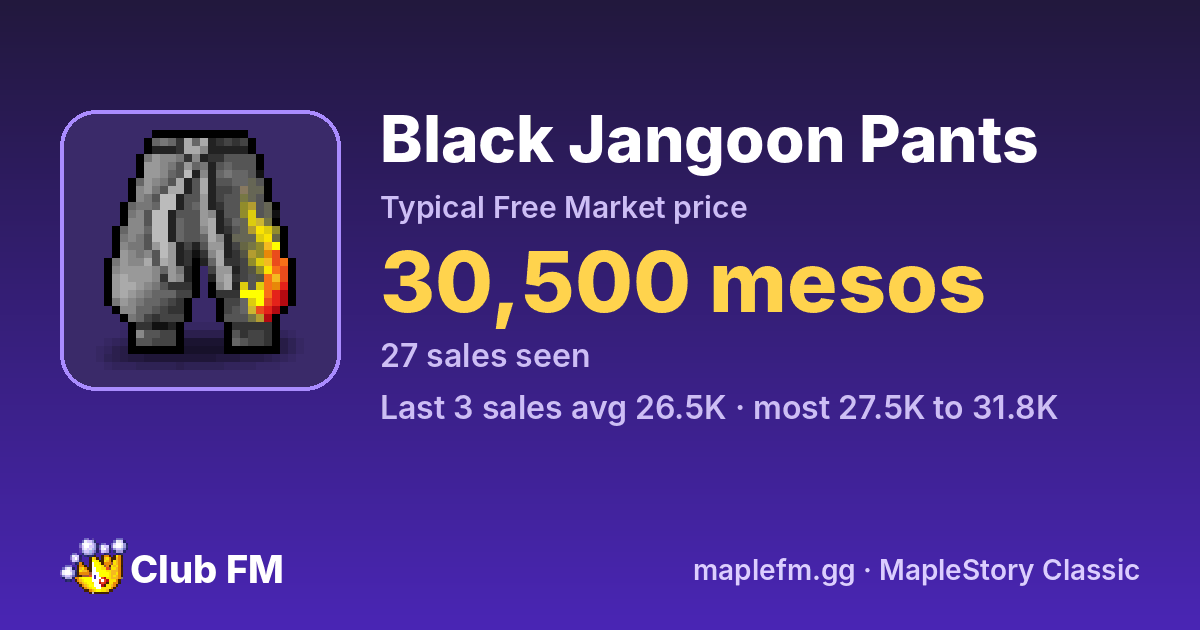 Black Jangoon Pants
Typical Free Market price
30,500 mesos
27 sales seen
Last 3 sales avg 26.5K · most 27.5K to 31.8K
Club FM
maplefm.gg · MapleStory Classic